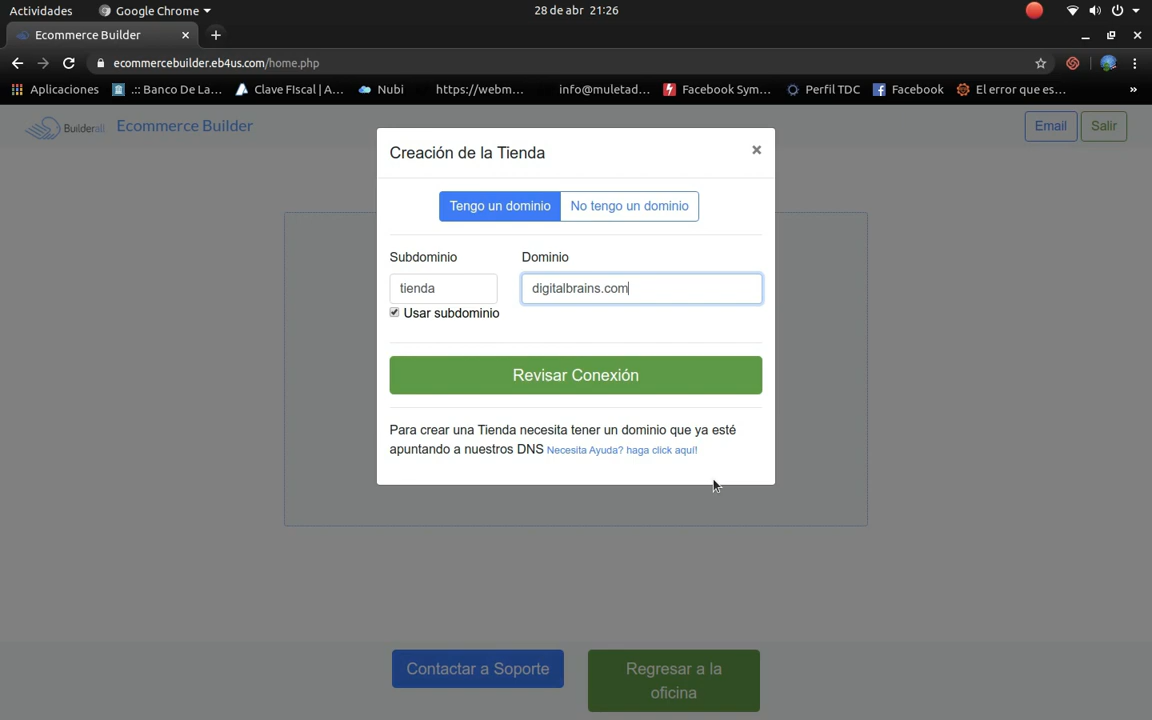 Actividades Google Chrome 28 de abr 21:26
Ecommerce Builder
ecommercebuilder.eb4us.com/home.php
Aplicaciones .:: Banco De La... Clave FIscal | A... Nubi https://webm... info@muletad... Facebook Sym... Perfil TDC Facebook El error que es... »
Builderall Ecommerce Builder Email Salir
Creación de la Tienda ×
Tengo un dominio No tengo un dominio
Subdominio Dominio
tienda digitalbrains.com
Usar subdominio
Revisar Conexión
Para crear una Tienda necesita tener un dominio que ya esté
apuntando a nuestros DNS Necesita Ayuda? haga click aquí!
Contactar a Soporte Regresar a la
oficina